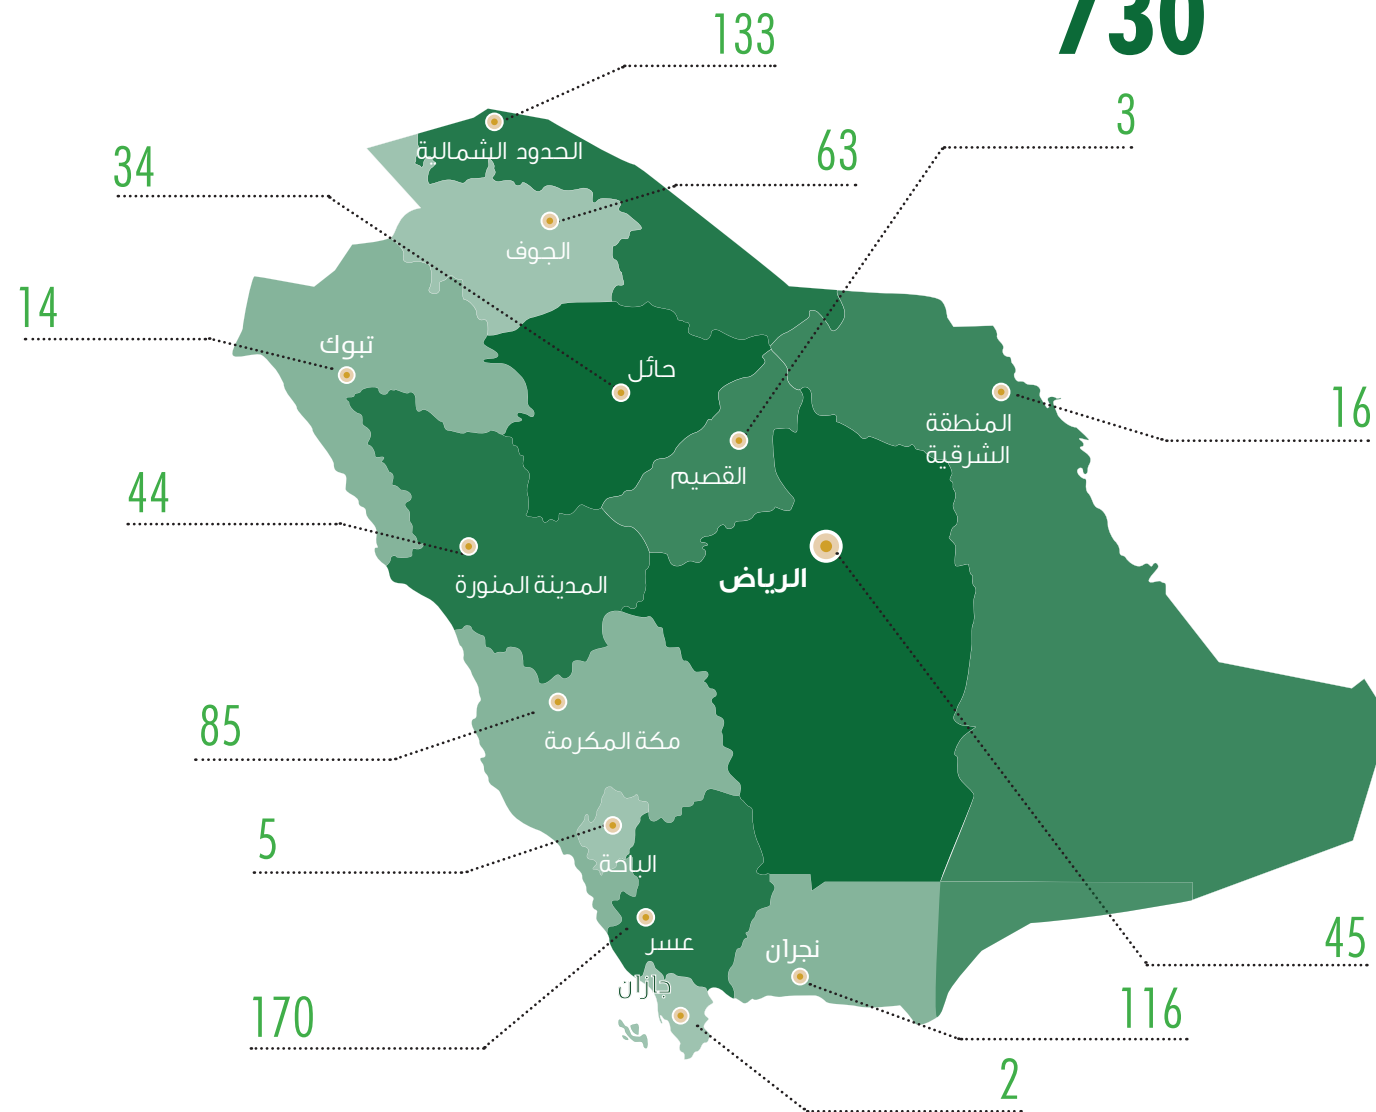 730
133
3
63
34
14
16
44
85
5
45
116
170
2
الحدود الشمالية
الجوف
تبوك
حائل
المنطقة
الشرقية
القصيم
الرياض
المدينة المنورة
مكة المكرمة
الباحة
عسر
نجران
جازان